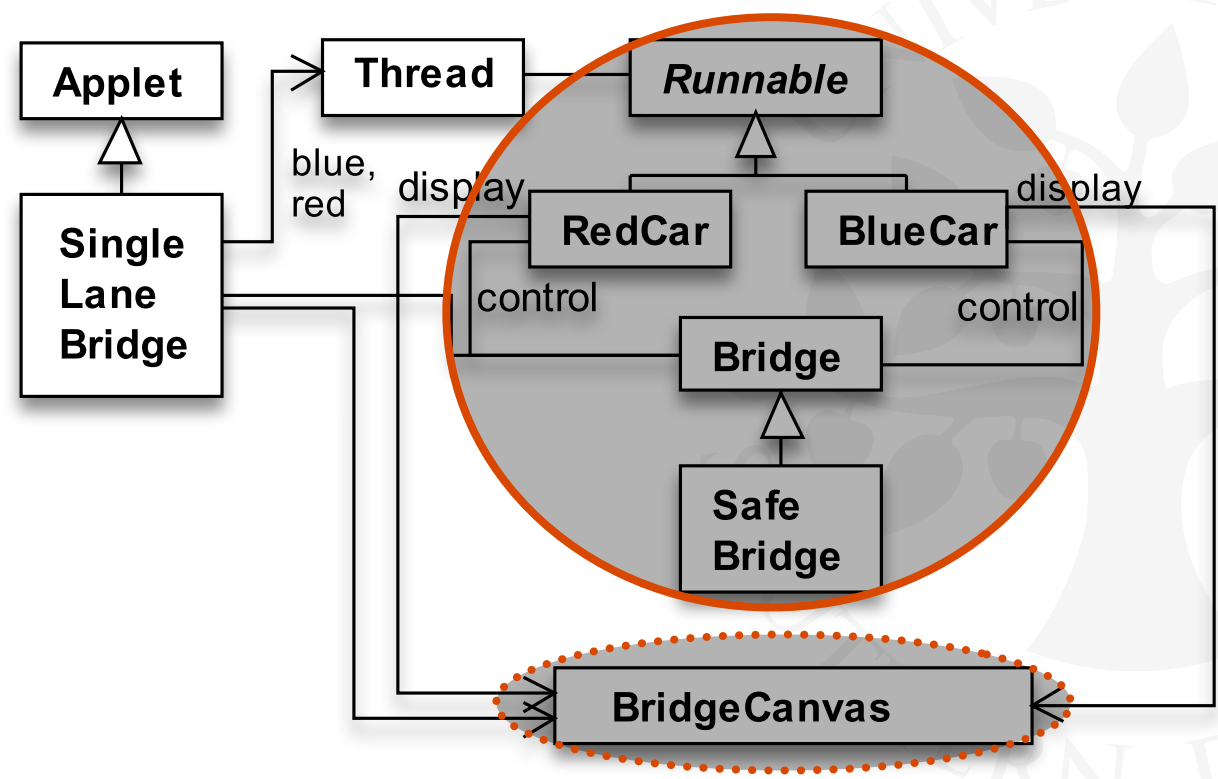 Applet
Thread
Runnable
blue,
red
display
display
RedCar
BlueCar
Single
Lane
Bridge
control
control
Bridge
Safe
Bridge
BridgeCanvas